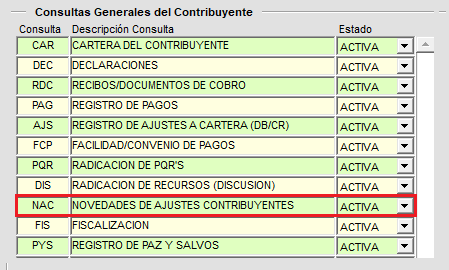 Consultas Generales del Contribuyente
Consulta Descripción Consulta Estado
CAR CARTERA DEL CONTRIBUYENTE ACTIVA
DEC DECLARACIONES ACTIVA
RDC RECIBOS/DOCUMENTOS DE COBRO ACTIVA
PAG REGISTRO DE PAGOS ACTIVA
AJS REGISTRO DE AJUSTES A CARTERA (DB/CR) ACTIVA
FCP FACILIDAD/CONVENIO DE PAGOS ACTIVA
PQR RADICACION DE PQR'S ACTIVA
DIS RADICACION DE RECURSOS (DISCUSION) ACTIVA
NAC NOVEDADES DE AJUSTES CONTRIBUYENTES ACTIVA
FIS FISCALIZACION ACTIVA
PYS REGISTRO DE PAZ Y SALVOS ACTIVA